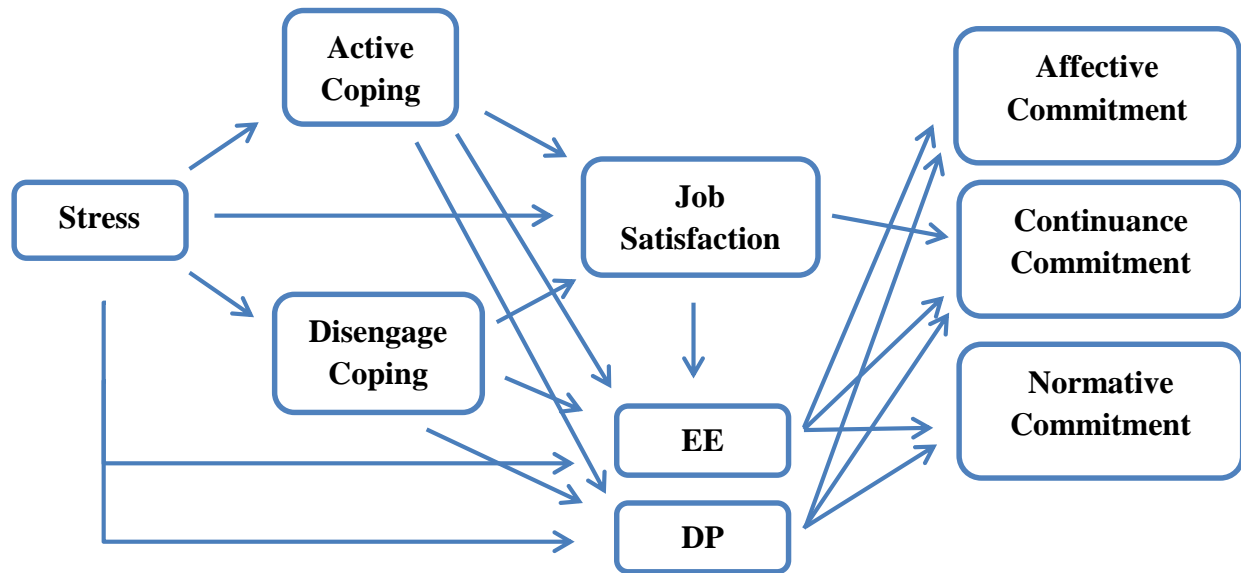 Stress
Active
Coping
Disengage
Coping
Job
Satisfaction
EE
DP
Affective
Commitment
Continuance
Commitment
Normative
Commitment